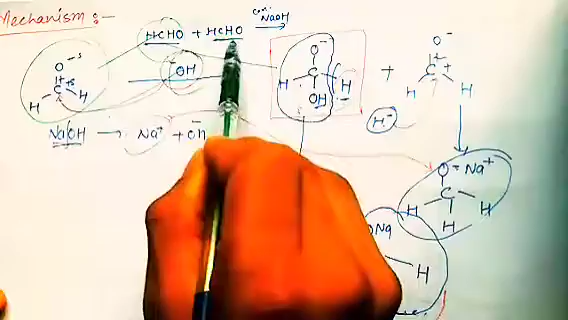 Mechanism :-
HCHO + HCHO conc. NaOH →
O⁻ᵟ
C⁺ᵟ
H H
⁻OH
O⁻
H C H
OH
+
O⁻
C +
H H
H⁻
NaOH → Na⁺ + OH⁻
O⁻Na⁺
H C H
H
ONa
H